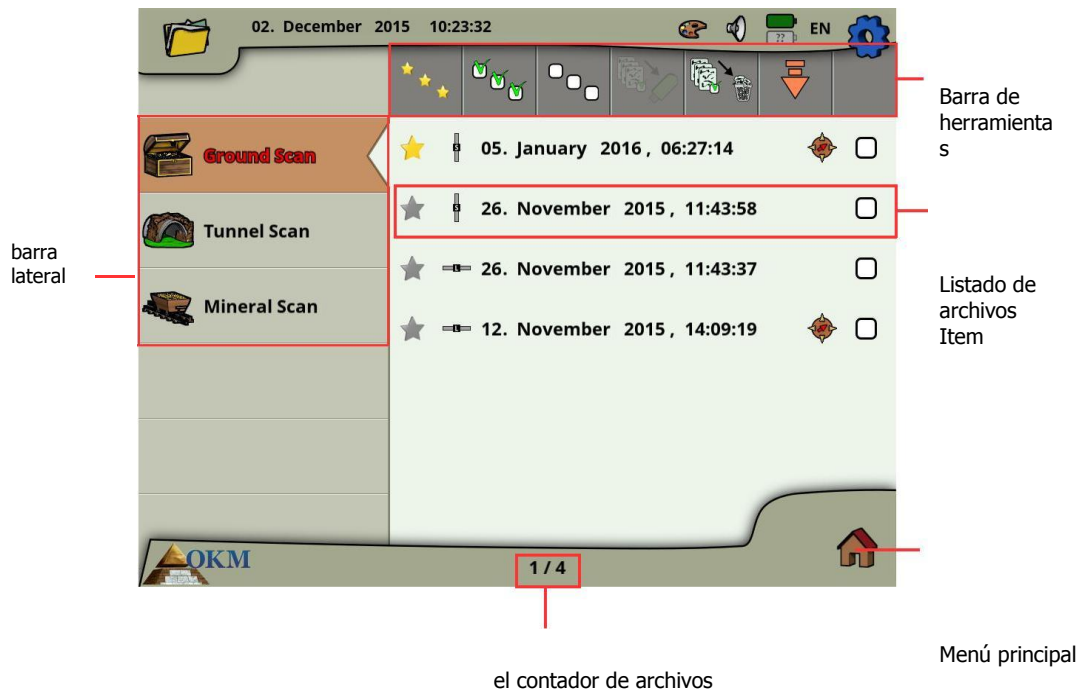 02. December 2015 10:23:32
??
EN
Barra de
herramienta
s
Ground Scan
05. January 2016, 06:27:14
S
26. November 2015, 11:43:58
S
Tunnel Scan
barra
lateral
26. November 2015, 11:43:37
L
Listado de
archivos
Item
Mineral Scan
12. November 2015, 14:09:19
L
OKM
1 / 4
Menú principal
el contador de archivos